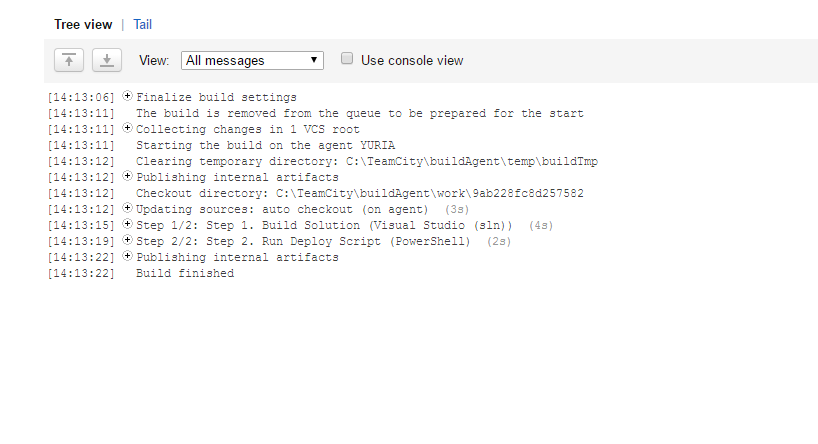 Tree view | Tail
View: All messages Use console view
[14:13:06] Finalize build settings
[14:13:11] The build is removed from the queue to be prepared for the start
[14:13:11] Collecting changes in 1 VCS root
[14:13:11] Starting the build on the agent YURIA
[14:13:12] Clearing temporary directory: C:\TeamCity\buildAgent\temp\buildTmp
[14:13:12] Publishing internal artifacts
[14:13:12] Checkout directory: C:\TeamCity\buildAgent\work\9ab228fc8d257582
[14:13:12] Updating sources: auto checkout (on agent) (3s)
[14:13:15] Step 1/2: Step 1. Build Solution (Visual Studio (sln)) (4s)
[14:13:19] Step 2/2: Step 2. Run Deploy Script (PowerShell) (2s)
[14:13:22] Publishing internal artifacts
[14:13:22] Build finished